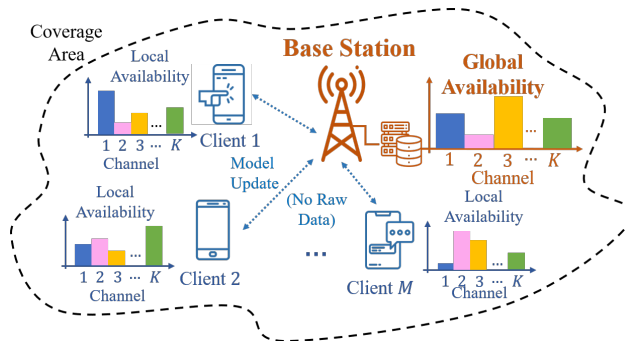 Coverage
Area
Local
Availability
1 2 3 ... K
Channel
Client 1
Base Station
Global
Availability
1 2 3 ... K
Channel
Model
Update
(No Raw
Data)
Local
Availability
1 2 3 ... K
Channel
Client 2
...
Client M
Local
Availability
1 2 3 ... K
Channel